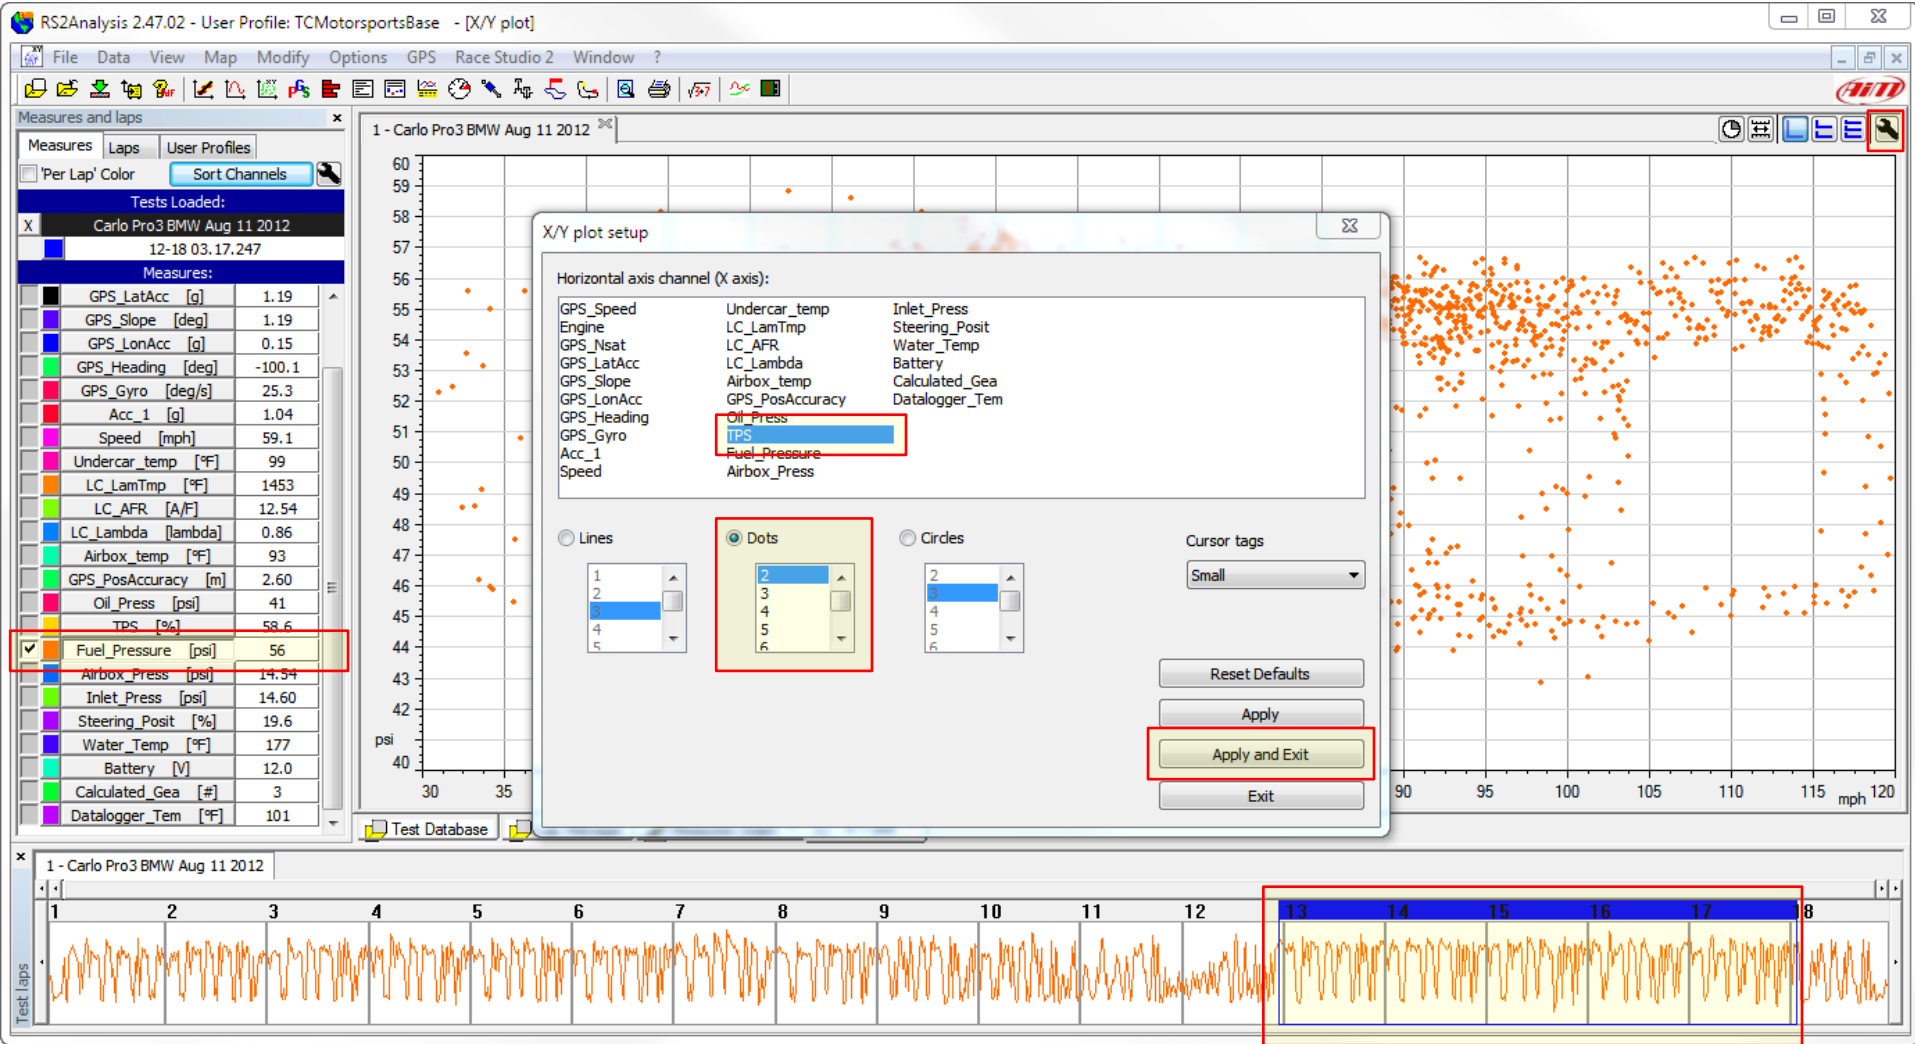 RS2Analysis 2.47.02 - User Profile: TCMotorsportsBase - [X/Y plot]
File Data View Map Modify Options GPS Race Studio 2 Window ?
AiM
Measures and laps
Measures Laps User Profiles
'Per Lap' Color Sort Channels
Tests Loaded:
X Carlo Pro3 BMW Aug 11 2012
12-18 03.17.247
Measures:
GPS_LatAcc [g] 1.19
GPS_Slope [deg] 1.19
GPS_LonAcc [g] 0.15
GPS_Heading [deg] -100.1
GPS_Gyro [deg/s] 25.3
Acc_1 [g] 1.04
Speed [mph] 59.1
Undercar_temp [°F] 99
LC_LamTmp [°F] 1453
LC_AFR [A/F] 12.54
LC_Lambda [lambda] 0.86
Airbox_temp [°F] 93
GPS_PosAccuracy [m] 2.60
Oil_Press [psi] 41
TPS [%] 58.6
Fuel_Pressure [psi] 56
Airbox_Press [psi] 14.54
Inlet_Press [psi] 14.60
Steering_Posit [%] 19.6
Water_Temp [°F] 177
Battery [V] 12.0
Calculated_Gea [#] 3
Datalogger_Tem [°F] 101
1 - Carlo Pro3 BMW Aug 11 2012
60
59
58
57
56
55
54
53
52
51
50
49
48
47
46
45
44
43
42
psi
40
30 35 90 95 100 105 110 115 mph 120
X/Y plot setup
Horizontal axis channel (X axis):
GPS_Speed Undercar_temp Inlet_Press
Engine LC_LamTmp Steering_Posit
GPS_Nsat LC_AFR Water_Temp
GPS_LatAcc LC_Lambda Battery
GPS_Slope Airbox_temp Calculated_Gea
GPS_LonAcc GPS_PosAccuracy Datalogger_Tem
GPS_Heading Oil_Press
GPS_Gyro TPS
Acc_1 Fuel_Pressure
Speed Airbox_Press
Lines Dots Circles
1 2 3 4 5
2 3 4 5 6
2 3 4 5 6
Cursor tags
Small
Reset Defaults
Apply
Apply and Exit
Exit
Test Database
1 - Carlo Pro3 BMW Aug 11 2012
1 2 3 4 5 6 7 8 9 10 11 12 13 14 15 16 17 18
Test laps